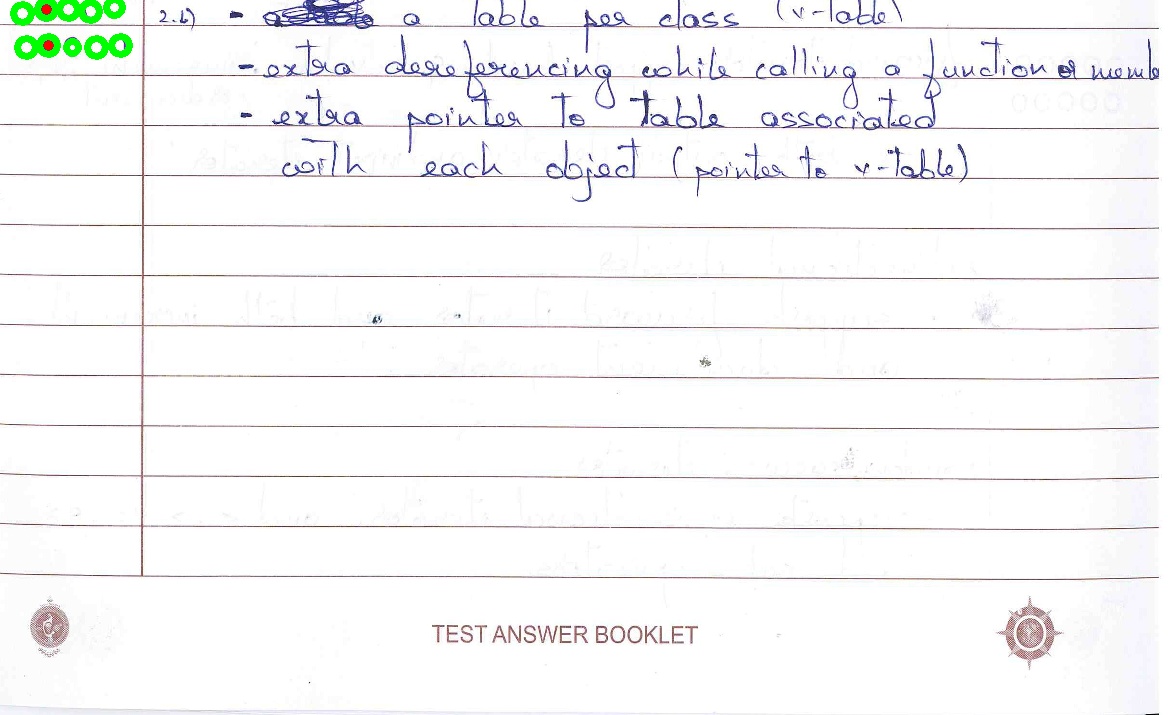 2.b) - a table per class (v-table)
- extra dereferencing while calling a function or memb
- extra pointer to table associated
with each object (pointer to v-table)
TEST ANSWER BOOKLET